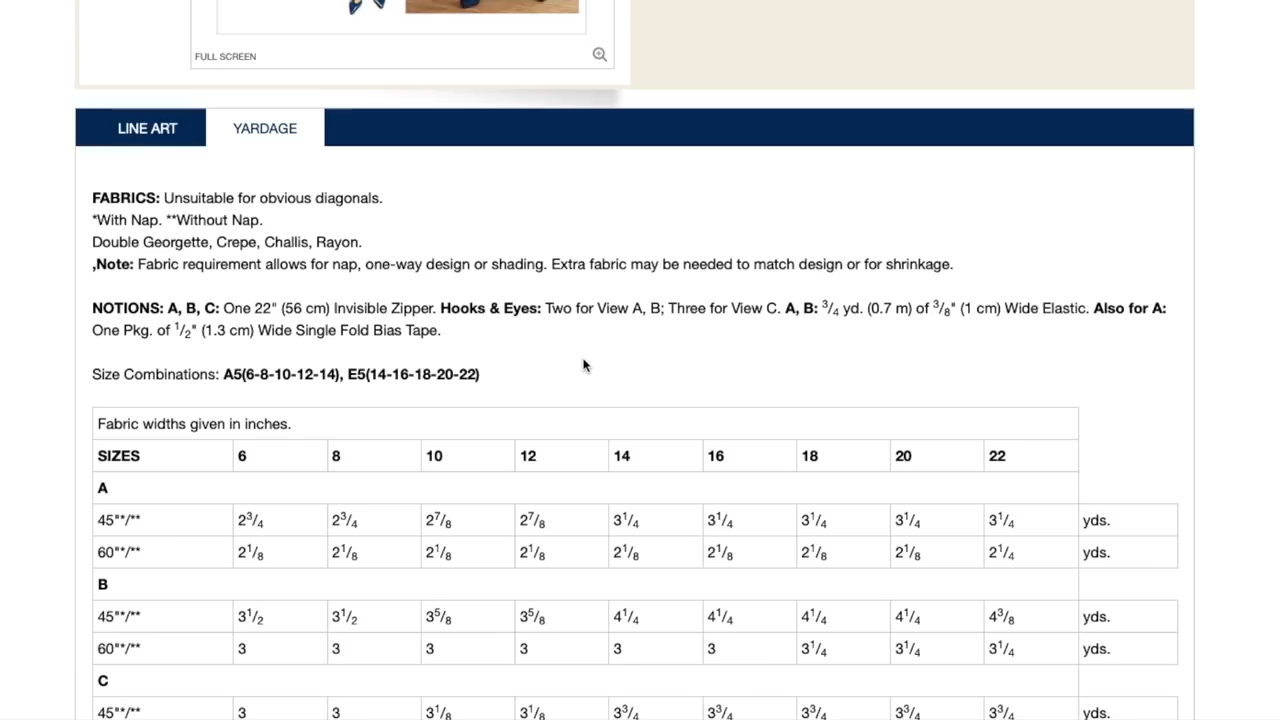 FULL SCREEN
LINE ART YARDAGE
FABRICS: Unsuitable for obvious diagonals.
*With Nap. **Without Nap.
Double Georgette, Crepe, Challis, Rayon.
,Note: Fabric requirement allows for nap, one-way design or shading. Extra fabric may be needed to match design or for shrinkage.
NOTIONS: A, B, C: One 22" (56 cm) Invisible Zipper. Hooks & Eyes: Two for View A, B; Three for View C. A, B: 3/4 yd. (0.7 m) of 3/8" (1 cm) Wide Elastic. Also for A:
One Pkg. of 1/2" (1.3 cm) Wide Single Fold Bias Tape.
Size Combinations: A5(6-8-10-12-14), E5(14-16-18-20-22)
Fabric widths given in inches.
SIZES 6 8 10 12 14 16 18 20 22
A
45"*/** 2 3/4 2 3/4 2 7/8 2 7/8 3 1/4 3 1/4 3 1/4 3 1/4 3 1/4 yds.
60"*/** 2 1/8 2 1/8 2 1/8 2 1/8 2 1/8 2 1/8 2 1/8 2 1/8 2 1/4 yds.
B
45"*/** 3 1/2 3 1/2 3 5/8 3 5/8 4 1/4 4 1/4 4 1/4 4 1/4 4 3/8 yds.
60"*/** 3 3 3 3 3 3 3 1/4 3 1/4 3 1/4 yds.
C
45"*/** 3 3 3 1/8 3 1/8 3 3/4 3 3/4 3 3/4 3 3/4 3 3/4 yds.